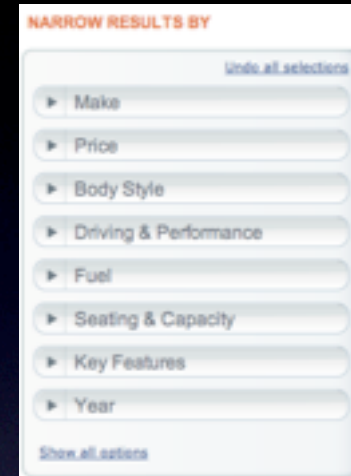 NARROW RESULTS BY
Undo all selections
Make
Price
Body Style
Driving & Performance
Fuel
Seating & Capacity
Key Features
Year
Show all options